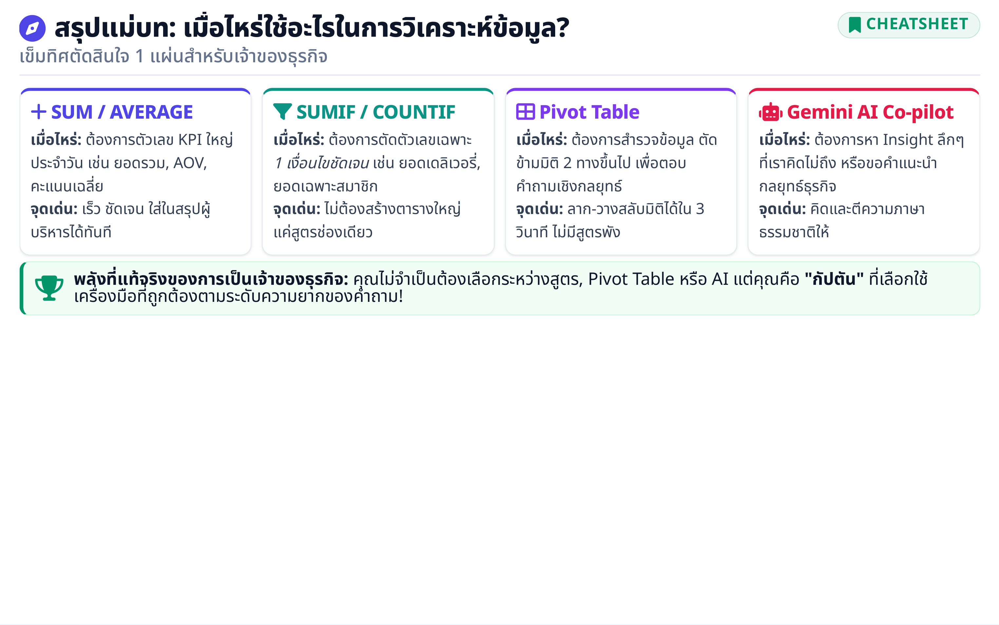 สรุปแม่บท: เมื่อไหร่ใช้อะไรในการวิเคราะห์ข้อมูล?
CHEATSHEET
เข็มทิศตัดสินใจ 1 แผ่นสำหรับเจ้าของธุรกิจ
SUM / AVERAGE
เมื่อไหร่: ต้องการตัวเลข KPI ใหญ่
ประจำวัน เช่น ยอดรวม, AOV,
คะแนนเฉลี่ย
จุดเด่น: เร็ว ชัดเจน ใส่ในสรุปผู้
บริหารได้ทันที
SUMIF / COUNTIF
เมื่อไหร่: ต้องการตัดตัวเลขเฉพาะ
1 เงื่อนไขชัดเจน เช่น ยอดเดลิเวอรี่,
ยอดเฉพาะสมาชิก
จุดเด่น: ไม่ต้องสร้างตารางใหญ่
แค่สูตรช่องเดียว
Pivot Table
เมื่อไหร่: ต้องการสำรวจข้อมูล ตัด
ข้ามมิติ 2 ทางขึ้นไป เพื่อตอบ
คำถามเชิงกลยุทธ์
จุดเด่น: ลาก-วางสลับมิติได้ใน 3
วินาที ไม่มีสูตรพัง
Gemini AI Co-pilot
เมื่อไหร่: ต้องการหา Insight ลึกๆ
ที่เราคิดไม่ถึง หรือขอคำแนะนำ
กลยุทธ์ธุรกิจ
จุดเด่น: คิดและตีความภาษา
ธรรมชาติให้
พลังที่แท้จริงของการเป็นเจ้าของธุรกิจ: คุณไม่จำเป็นต้องเลือกระหว่างสูตร, Pivot Table หรือ AI แต่คุณคือ "กัปตัน" ที่เลือกใช้
เครื่องมือที่ถูกต้องตามระดับความยากของคำถาม!